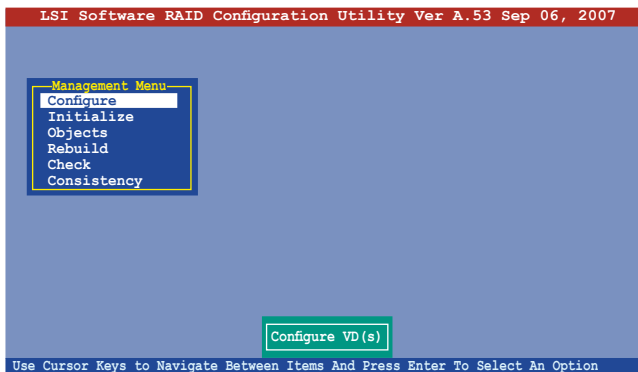 LSI Software RAID Configuration Utility Ver A.53 Sep 06, 2007
Management Menu
Configure
Initialize
Objects
Rebuild
Check
Consistency
Configure VD(s)
Use Cursor Keys to Navigate Between Items And Press Enter To Select An Option